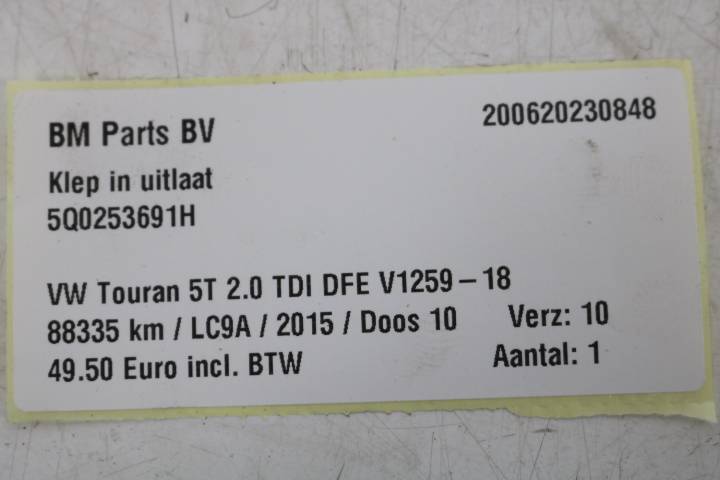 BM Parts BV 200620230848
Klep in uitlaat
5Q0253691H
VW Touran 5T 2.0 TDI DFE V1259 – 18
88335 km / LC9A / 2015 / Doos 10 Verz: 10
49.50 Euro incl. BTW Aantal: 1